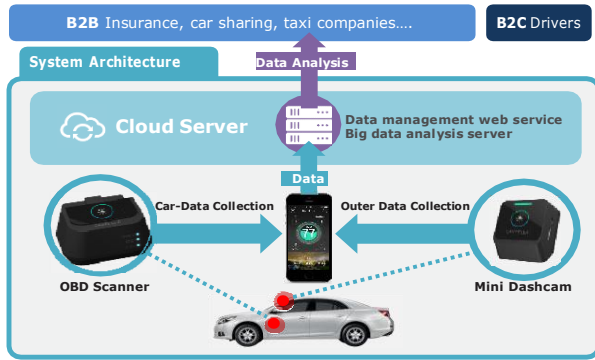 B2B Insurance, car sharing, taxi companies....
B2C Drivers
System Architecture
Data Analysis
Cloud Server
Data management web service
Big data analysis server
Data
Car-Data Collection
Outer Data Collection
77
OBD Scanner
Mini Dashcam